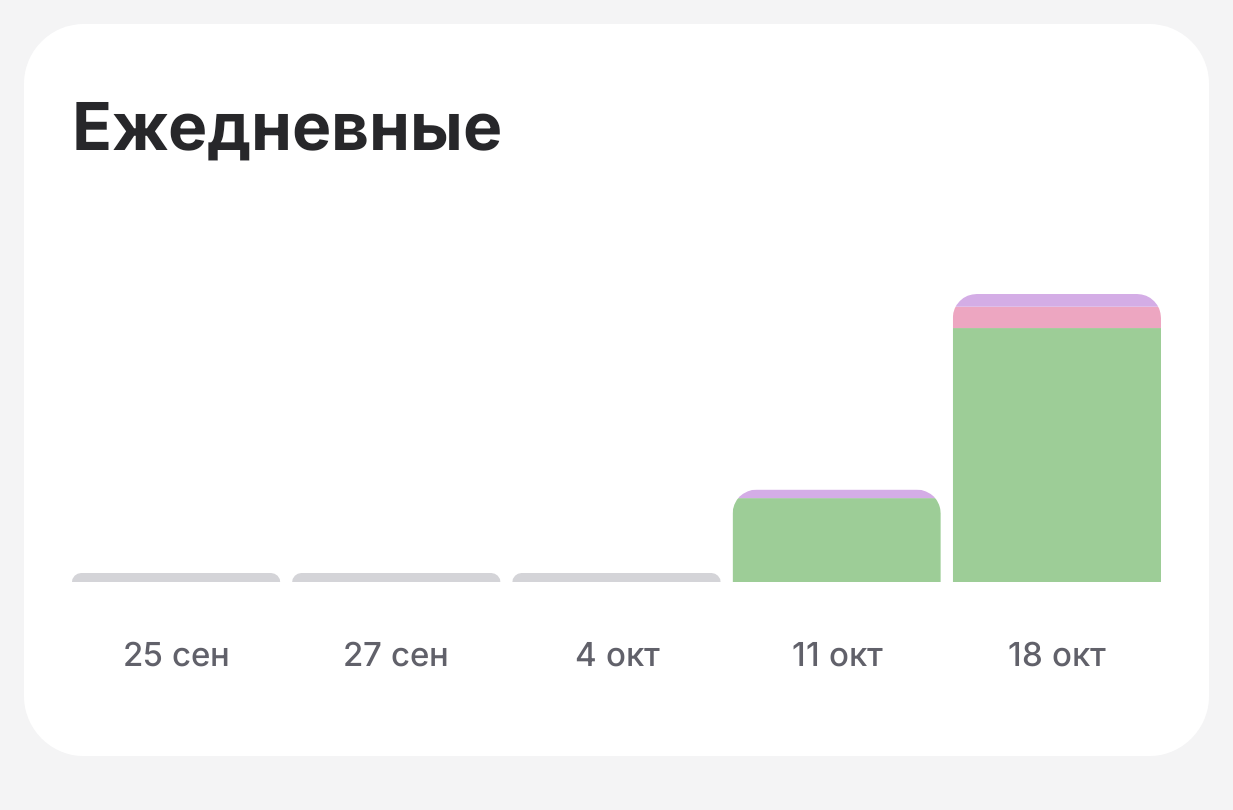 Ежедневные
25 сен
27 сен
4 окт
11 окт
18 окт